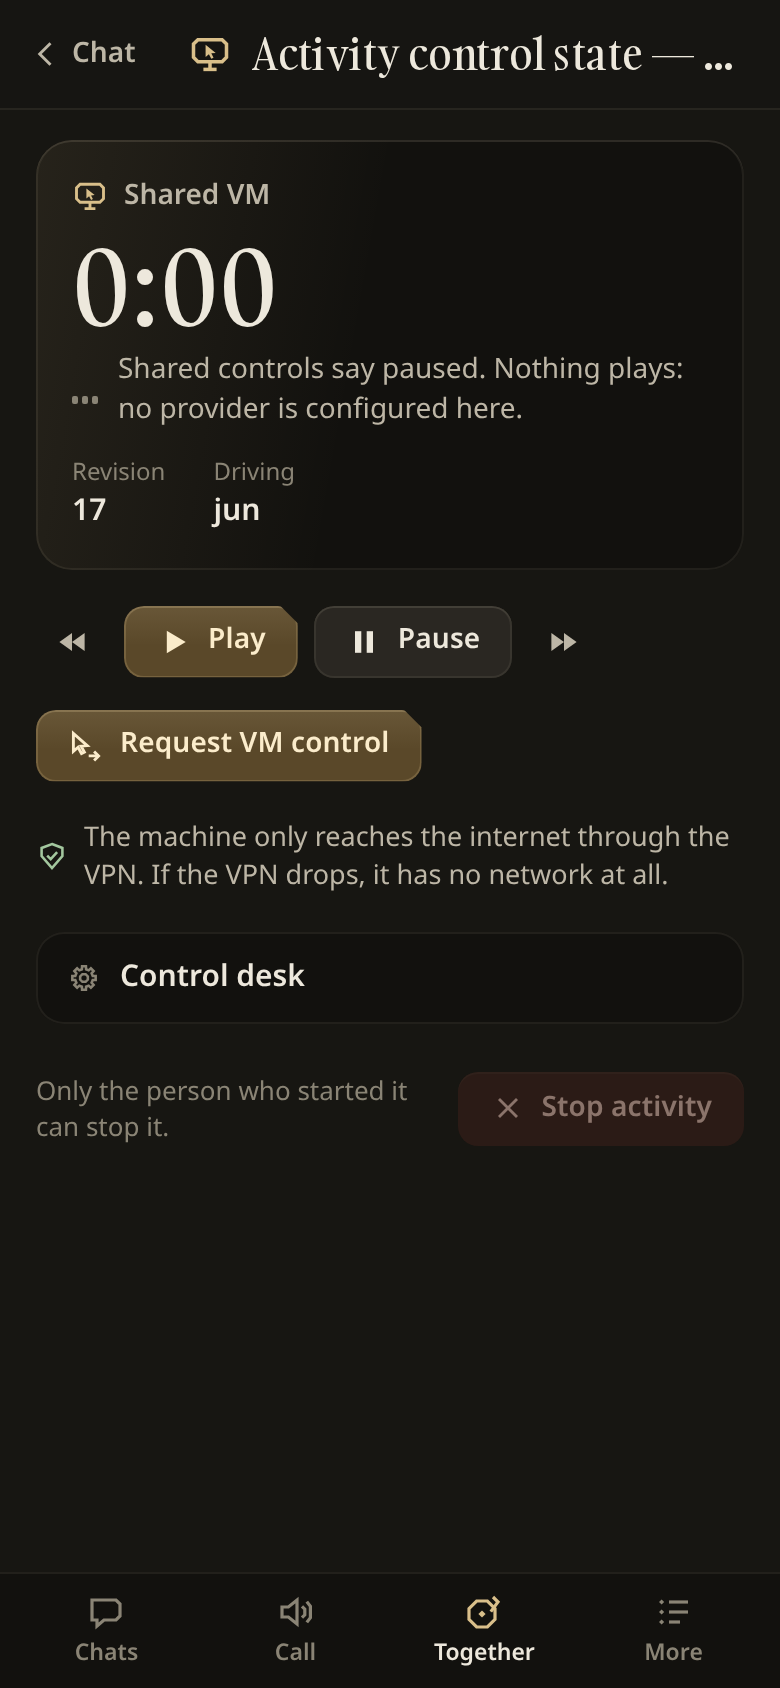 Chat
Activity control state — ...
Shared VM
0:00
Shared controls say paused. Nothing plays:
no provider is configured here.
Revision
Driving
17
jun
Play
Pause
Request VM control
The machine only reaches the internet through the
VPN. If the VPN drops, it has no network at all.
Control desk
Only the person who started it
can stop it.
Stop activity
Chats
Call
Together
More